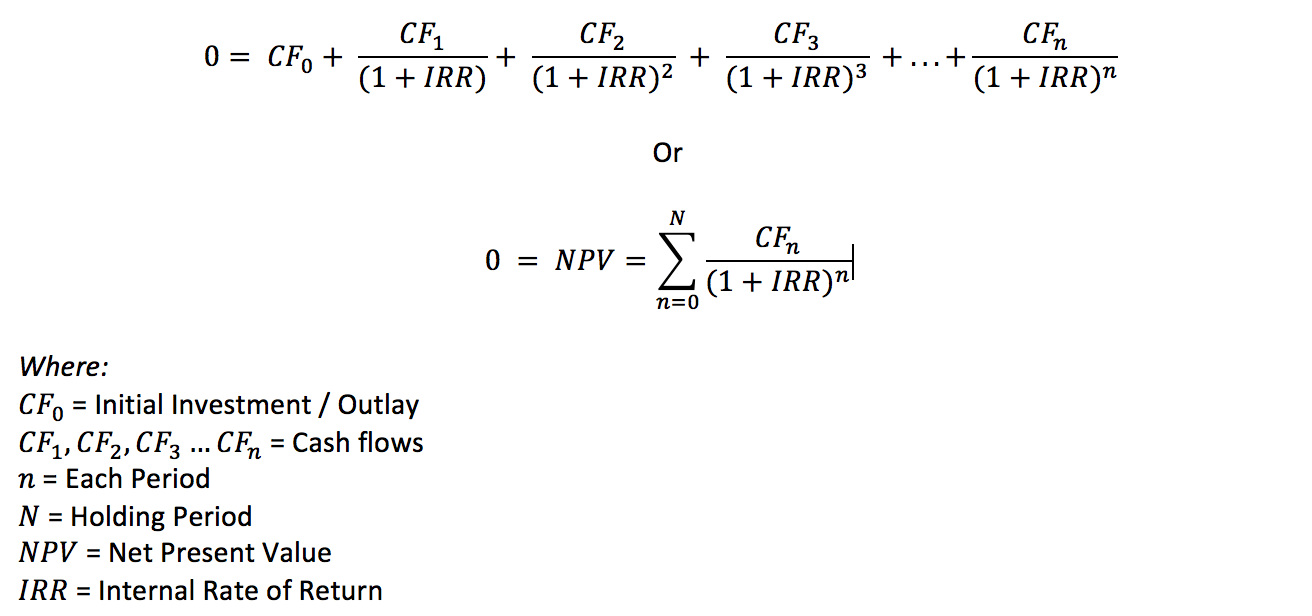 0 = CF₀ + CF₁/(1 + IRR) + CF₂/(1 + IRR)² + CF₃/(1 + IRR)³ + ...+ CFₙ/(1 + IRR)ⁿ
Or
0 = NPV = ∑ₙ₌₀ᴺ CFₙ/(1 + IRR)ⁿ
Where:
CF₀ = Initial Investment / Outlay
CF₁, CF₂, CF₃ ... CFₙ = Cash flows
n = Each Period
N = Holding Period
NPV = Net Present Value
IRR = Internal Rate of Return